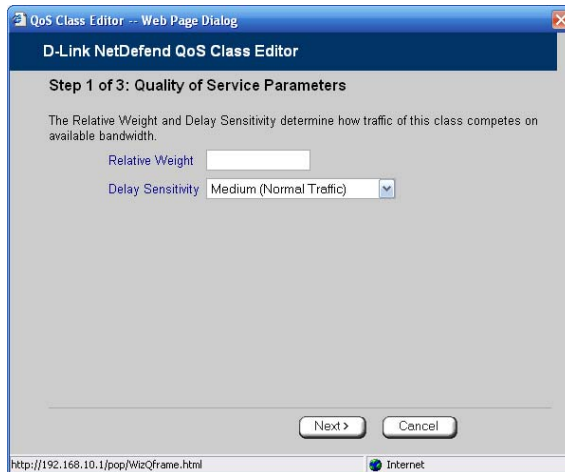 QoS Class Editor -- Web Page Dialog
D-Link NetDefend QoS Class Editor
Step 1 of 3: Quality of Service Parameters
The Relative Weight and Delay Sensitivity determine how traffic of this class competes on
available bandwidth.
Relative Weight
Delay Sensitivity Medium (Normal Traffic)
Next > Cancel
http://192.168.10.1/pop/WizQframe.html Internet